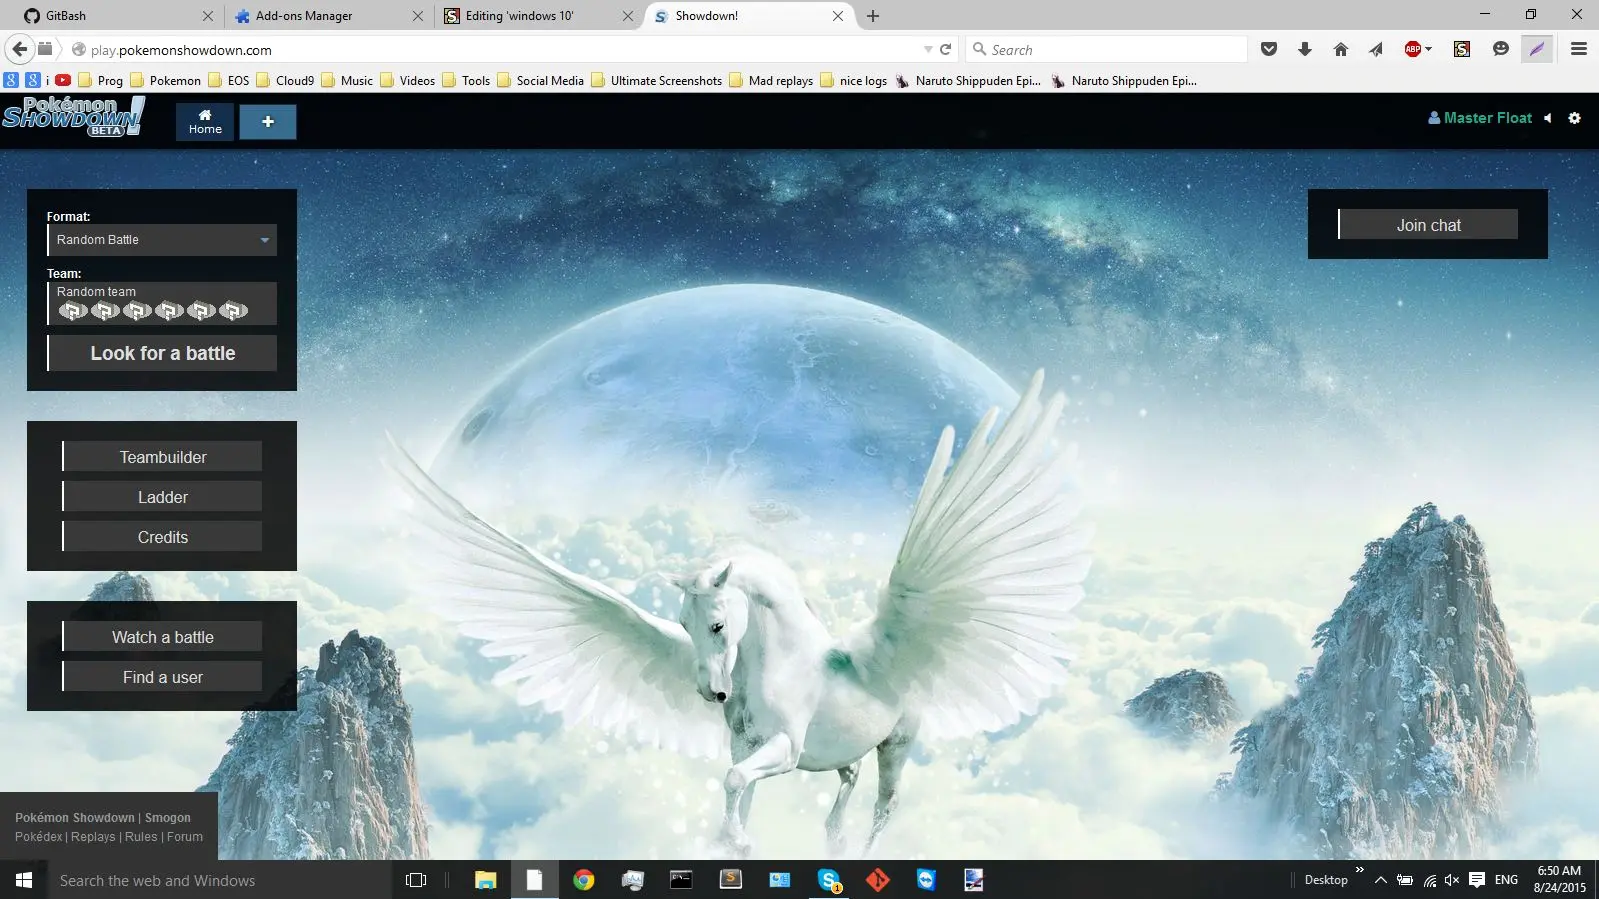 GitBash
Add-ons Manager
Editing 'windows 10'
Showdown!
play.pokemonshowdown.com
Search
ABP
i
Prog
Pokemon
EOS
Cloud9
Music
Videos
Tools
Social Media
Ultimate Screenshots
Mad replays
nice logs
Naruto Shippuden Epi...
Naruto Shippuden Epi...
Pokémon
SHOWDOWN!
BETA
Home
Master Float
Format:
Random Battle
Team:
Random team
Look for a battle
Join chat
Teambuilder
Ladder
Credits
Watch a battle
Find a user
Pokémon Showdown | Smogon
Pokédex | Replays | Rules | Forum
Search the web and Windows
1
Desktop
ENG
6:50 AM
8/24/2015